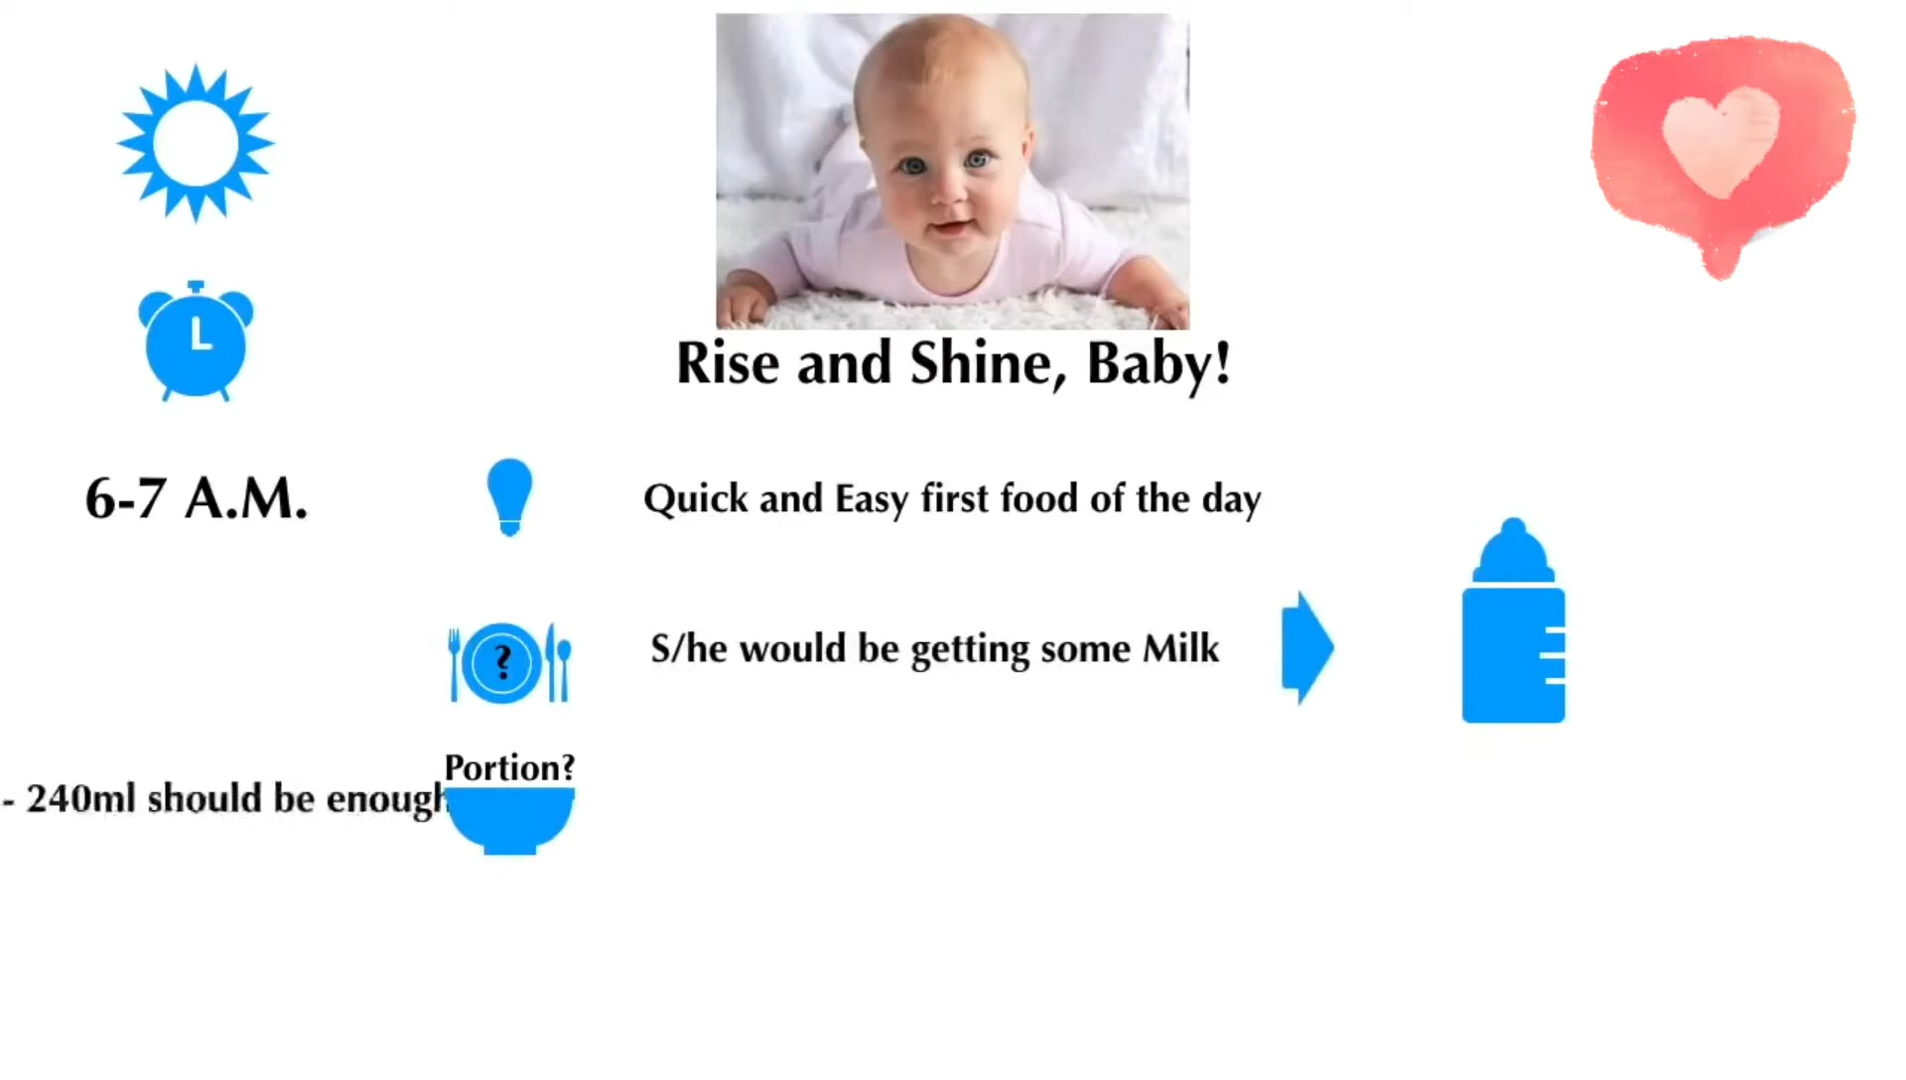 Rise and Shine, Baby!
6-7 A.M.
Quick and Easy first food of the day
?
S/he would be getting some Milk
Portion?
- 240ml should be enough